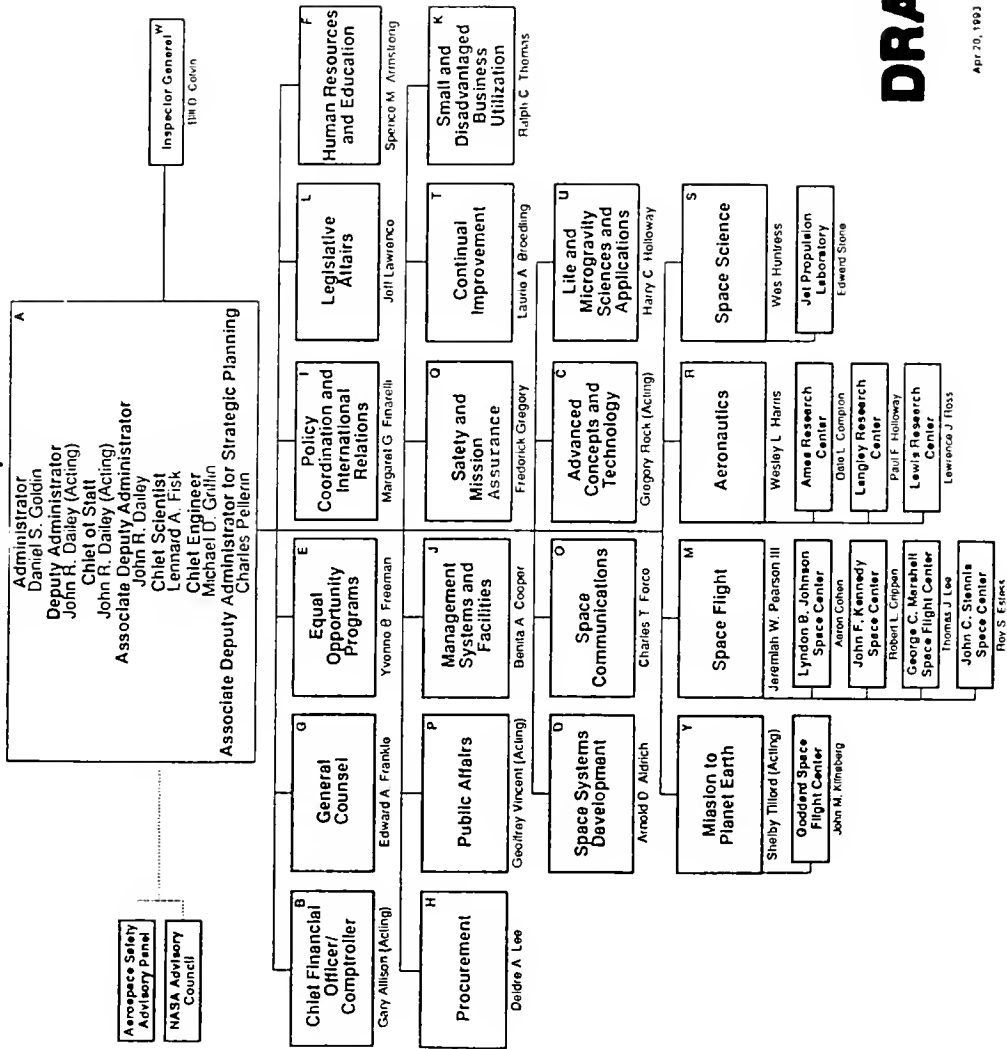 Administrator
Daniel S. Goldin
Deputy Administrator
John R. Dailey (Acting)
Chief of Staff
John R. Dailey (Acting)
Associate Deputy Administrator
John R. Dailey
Chief Scientist
Lennard A. Fisk
Chief Engineer
Michael D. Griffin
Associate Deputy Administrator for Strategic Planning
Charles Pellerin
A
Aerospace Safety
Advisory Panel
NASA Advisory
Council
Inspector General
W
Bill D. Colvin
B
Chief Financial
Officer/
Comptroller
Gary Allison (Acting)
G
General
Counsel
Edward A. Frankle
E
Equal
Opportunity
Programs
Yvonne B Freeman
I
Policy
Coordination and
International
Relations
Margaret G Finarelli
L
Legislative
Affairs
Jeff Lawrence
F
Human Resources
and Education
Spence M Armstrong
H
Procurement
Deidre A Lee
P
Public Affairs
Geoffrey Vincent (Acting)
J
Management
Systems and
Facilities
Benita A Cooper
Q
Safety and
Mission
Assurance
Frederick Gregory
T
Continual
Improvement
Laurie A Broedling
K
Small and
Disadvantaged
Business
Utilization
Ralph C Thomas
D
Space Systems
Development
Arnold D Aldrich
O
Space
Communications
Charles T Force
C
Advanced
Concepts and
Technology
Gregory Rock (Acting)
U
Life and
Microgravity
Sciences and
Applications
Harry C Holloway
Y
Mission to
Planet Earth
Shelby Tilford (Acting)
Goddard Space
Flight Center
John M. Klineberg
M
Space Flight
Jeremiah W. Pearson III
Lyndon B. Johnson
Space Center
Aaron Cohen
John F. Kennedy
Space Center
Robert L. Crippen
George C. Marshall
Space Flight Center
Thomas J Lee
John C. Stennis
Space Center
Roy S Estess
R
Aeronautics
Wesley L Harris
Ames Research
Center
Dale L Compton
Langley Research
Center
Paul F Holloway
Lewis Research
Center
Lawrence J Ross
S
Space Science
Wes Huntress
Jet Propulsion
Laboratory
Edward Stone
DRA
Apr 20, 1993